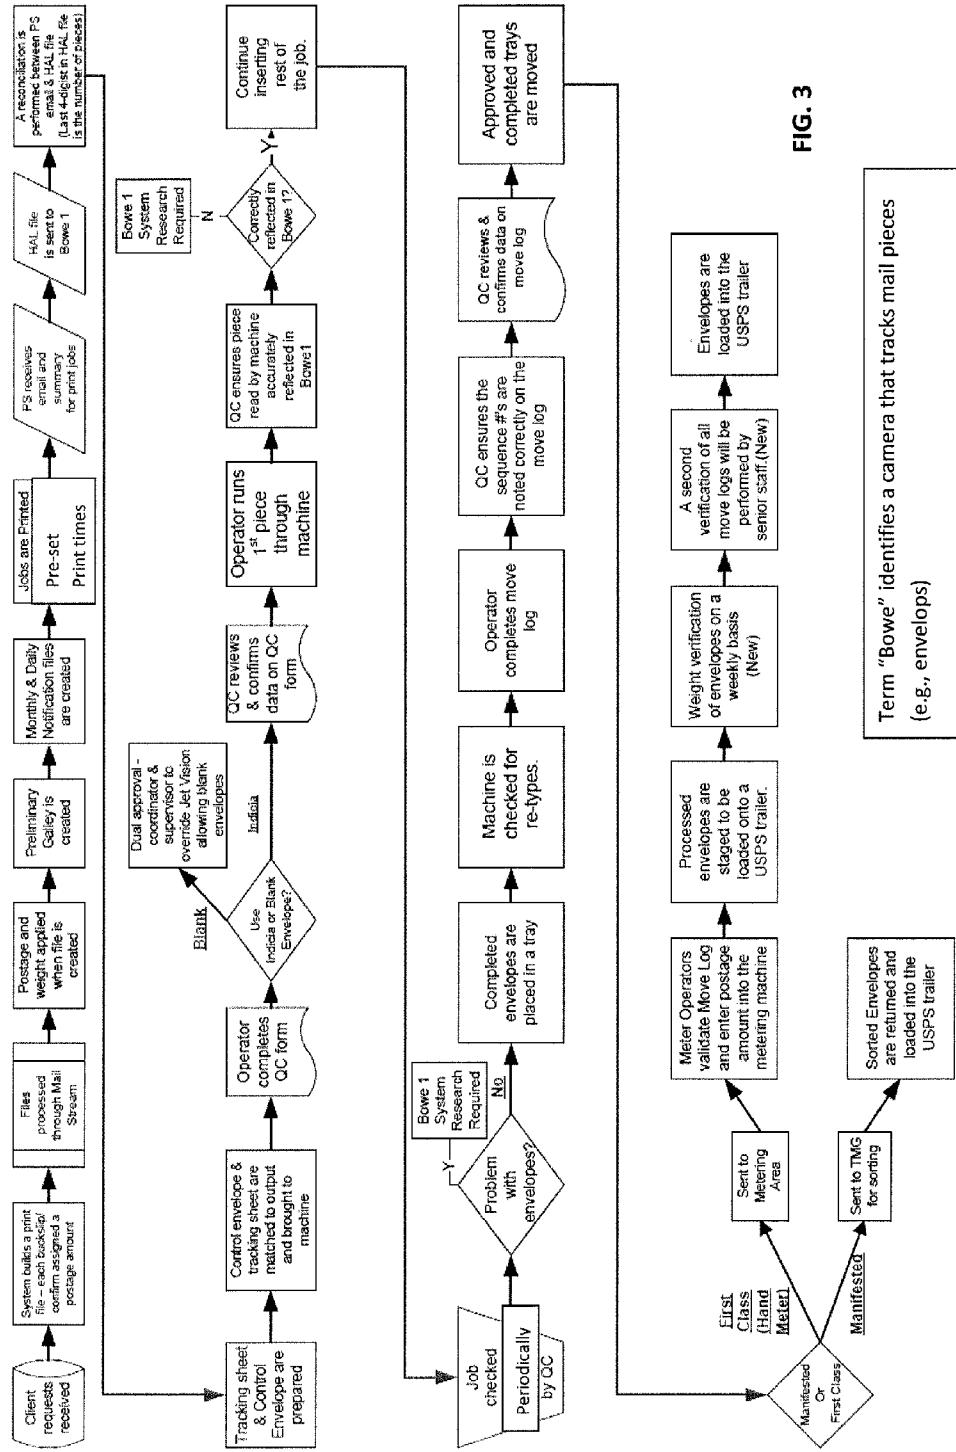 Client
requests
received
System builds a print
file – each buckslip/
confirm assigned a
postage amount
Files
processed
through Mail
Stream
Postage and
weight applied
when file is
created
Preliminary
Galley is
created
Monthly & Daily
Notification files
are created
Jobs are Printed
Pre-set
Print times
PS receives
email and
summary
for print jobs
HAL file
is sent to
Bowe 1
A reconciliation is
performed between PS
email & HAL file
(Last 4-digist in HAL file
is the number of pieces)
Tracking sheet
& Control
Envelope are
prepared
Control envelope &
tracking sheet are
matched to output
and brought to
machine
Operator
completes
QC form
Use
Indicia or Blank
Envelope?
Blank
Dual approval –
coordinator &
supervisor to
override Jet Vision
allowing blank
envelopes
Indicia
QC reviews
& confirms
data on QC
form
Operator runs
1st piece
through
machine
QC ensures piece
read by machine
accurately
reflected in
Bowe1
Correctly
reflected in
Bowe 1?
N
Bowe 1
System
Research
Required
Y
Continue
inserting
rest of
the job.
Job
checked
Periodically
by QC
Problem
with
envelopes?
Y
Bowe 1
System
Research
Required
No
Completed
envelopes are
placed in a tray
Machine is
checked for
re-types.
Operator
completes move
log
QC ensures the
sequence #'s are
noted correctly on the
move log
QC reviews &
confirms data on
move log
Approved and
completed trays
are moved
Manifested
Or
First Class
First
Class
(Hand
Meter)
Manifested
Sent to
Metering
Area
Sent to TMG
for sorting
Meter Operators
validate Move Log
and enter postage
amount into the
metering machine
Sorted Envelopes
are returned and
loaded into the
USPS trailer
Processed
envelopes are
staged to be
loaded onto a
USPS trailer.
Weight verification
of envelopes on a
weekly basis
(New)
A second
verification of all
move logs will be
performed by
senior staff.(New)
Envelopes are
loaded into the
USPS trailer
FIG. 3
Term “Bowe” identifies a camera that tracks mail pieces
(e.g., envelops)